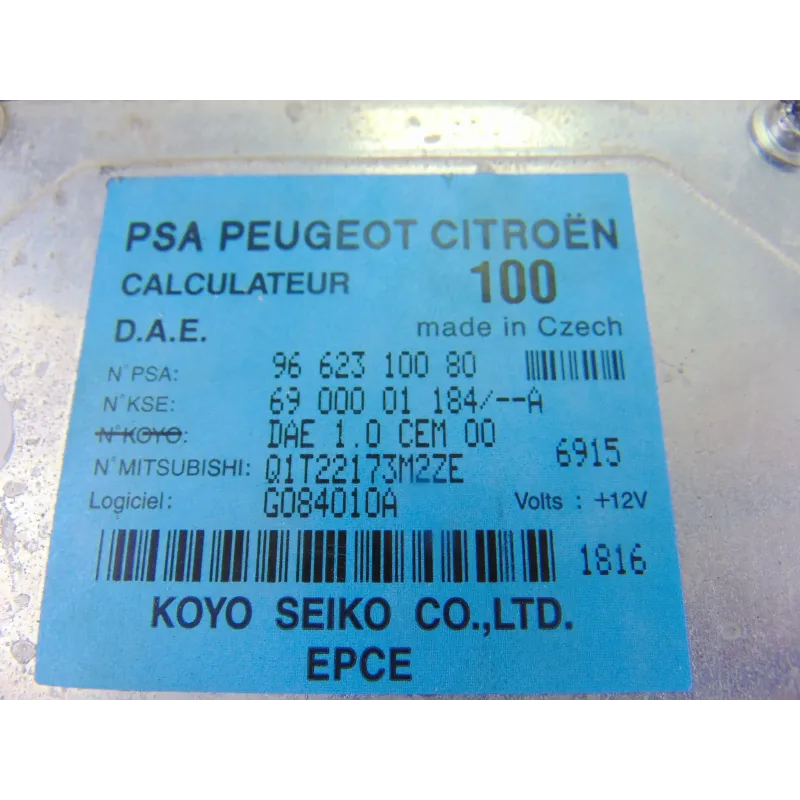 PSA PEUGEOT CITROËN
CALCULATEUR 100
D.A.E. made in Czech
N°PSA: 96 623 100 80
N°KSE: 69 000 01 184/--A
N°KOYO: DAE 1.0 CEM 00
6915
N°MITSUBISHI: Q1T22173M2ZE
Logiciel: G084010A Volts : +12V
1816
KOYO SEIKO CO.,LTD.
EPCE